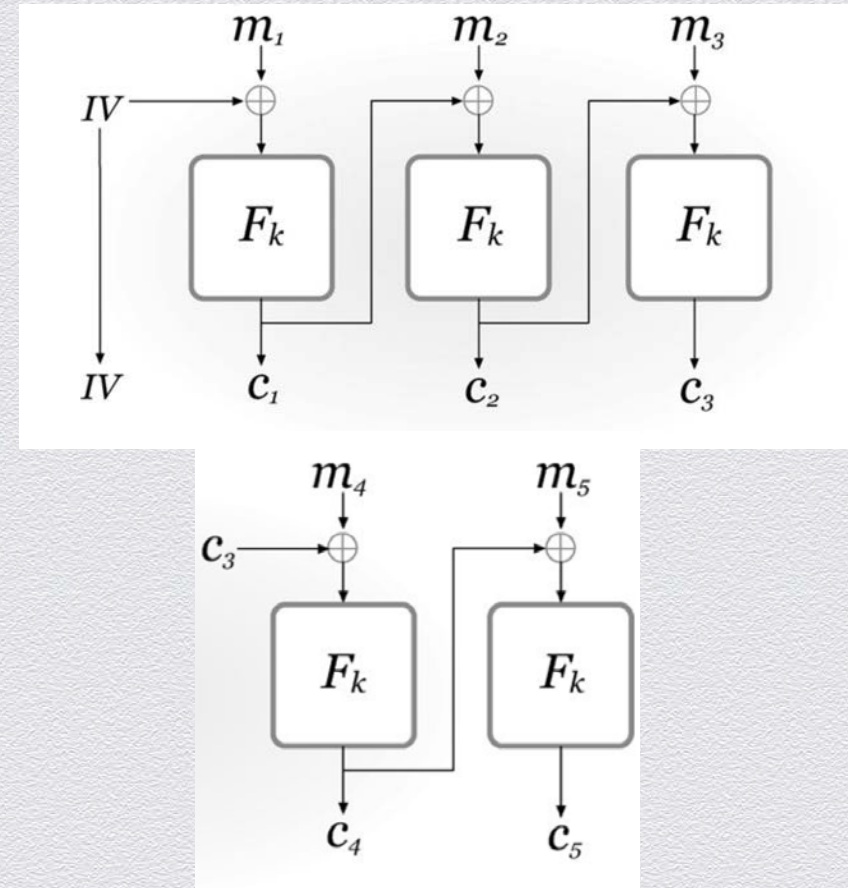 m₁ m₂ m₃
IV
Fₖ Fₖ Fₖ
IV c₁ c₂ c₃
m₄ m₅
c₃
Fₖ Fₖ
c₄ c₅